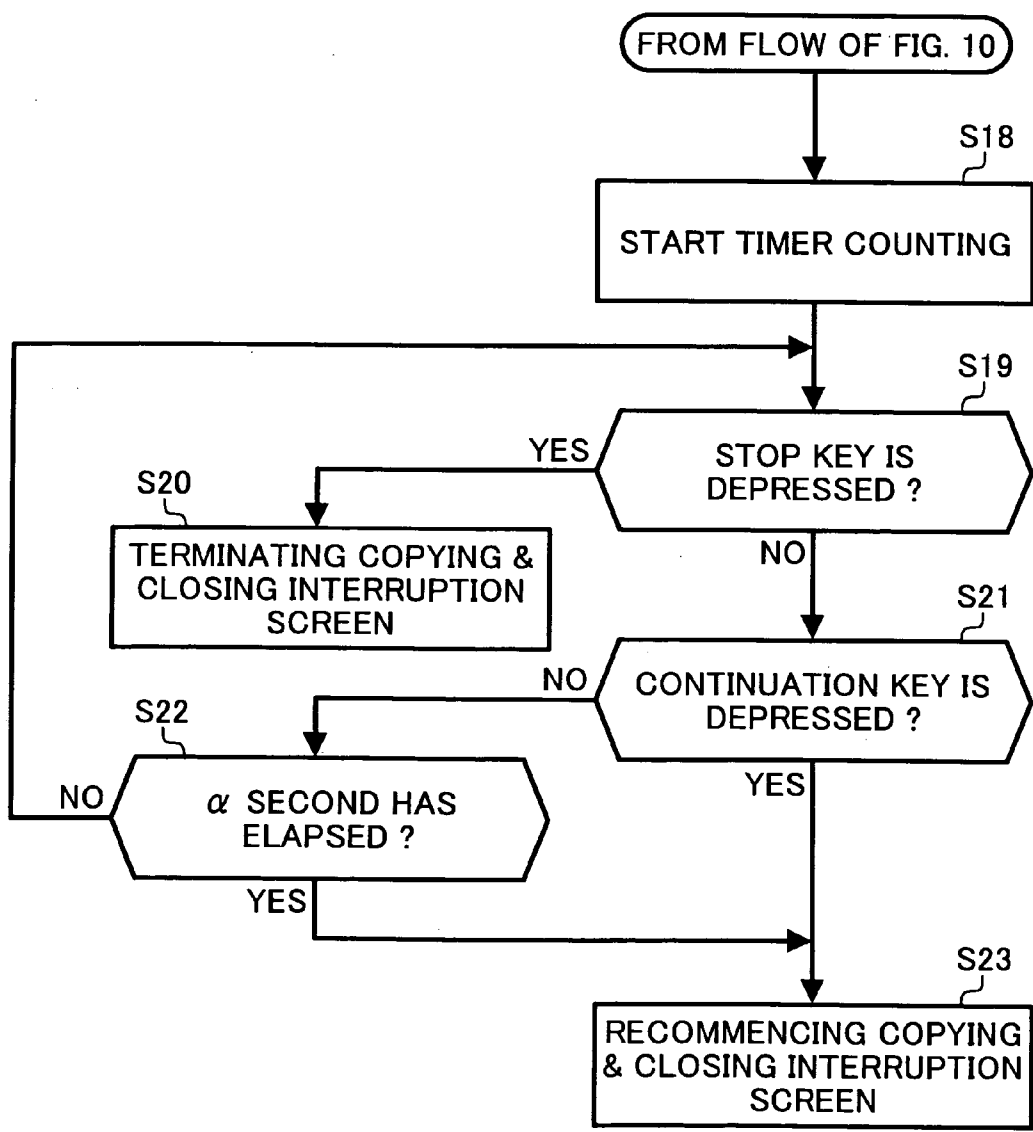 FROM FLOW OF FIG. 10
S18
START TIMER COUNTING
S19
STOP KEY IS
DEPRESSED ?
YES
NO
S20
TERMINATING COPYING &
CLOSING INTERRUPTION
SCREEN
S21
CONTINUATION KEY IS
DEPRESSED ?
NO
YES
S22
α SECOND HAS
ELAPSED ?
NO
YES
S23
RECOMMENCING COPYING
& CLOSING INTERRUPTION
SCREEN